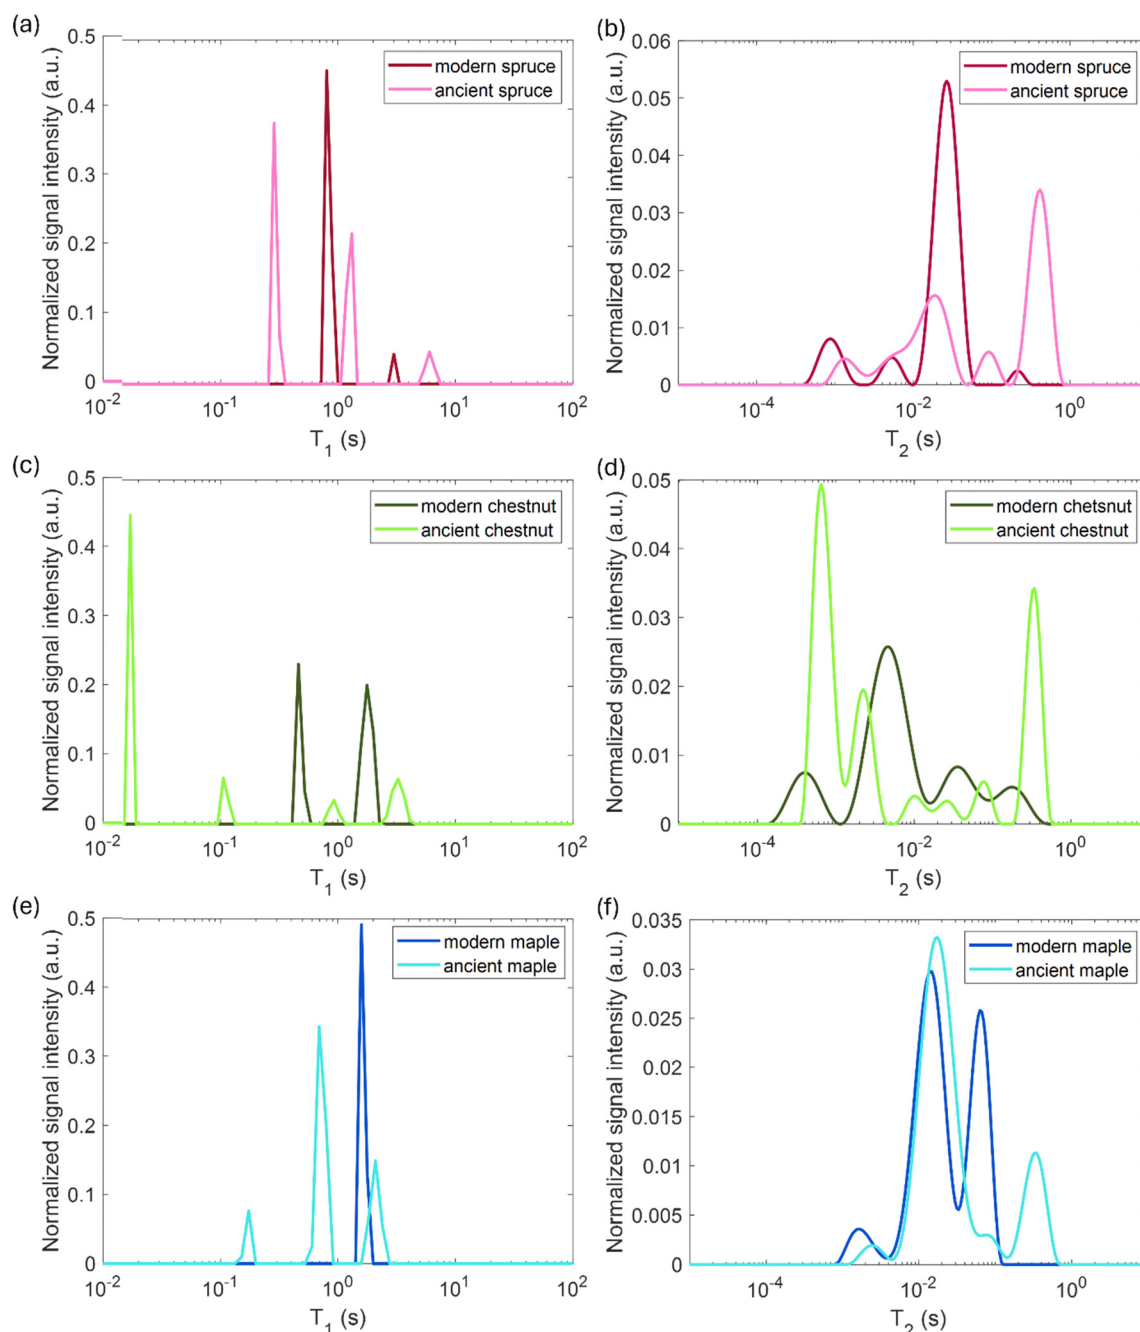 (a)
0.5
0.4
0.3
0.2
0.1
0
Normalized signal intensity (a.u.)
modern spruce
ancient spruce
10⁻² 10⁻¹ 10⁰ 10¹ 10²
T₁ (s)
(b)
0.06
0.05
0.04
0.03
0.02
0.01
0
Normalized signal intensity (a.u.)
modern spruce
ancient spruce
10⁻⁴ 10⁻² 10⁰
T₂ (s)
(c)
0.5
0.4
0.3
0.2
0.1
0
Normalized signal intensity (a.u.)
modern chestnut
ancient chestnut
10⁻² 10⁻¹ 10⁰ 10¹ 10²
T₁ (s)
(d)
0.05
0.04
0.03
0.02
0.01
0
Normalized signal intensity (a.u.)
modern chetsnut
ancient chestnut
10⁻⁴ 10⁻² 10⁰
T₂ (s)
(e)
0.5
0.4
0.3
0.2
0.1
0
Normalized signal intensity (a.u.)
modern maple
ancient maple
10⁻² 10⁻¹ 10⁰ 10¹ 10²
T₁ (s)
(f)
0.035
0.03
0.025
0.02
0.015
0.01
0.005
0
Normalized signal intensity (a.u.)
modern maple
ancient maple
10⁻⁴ 10⁻² 10⁰
T₂ (s)